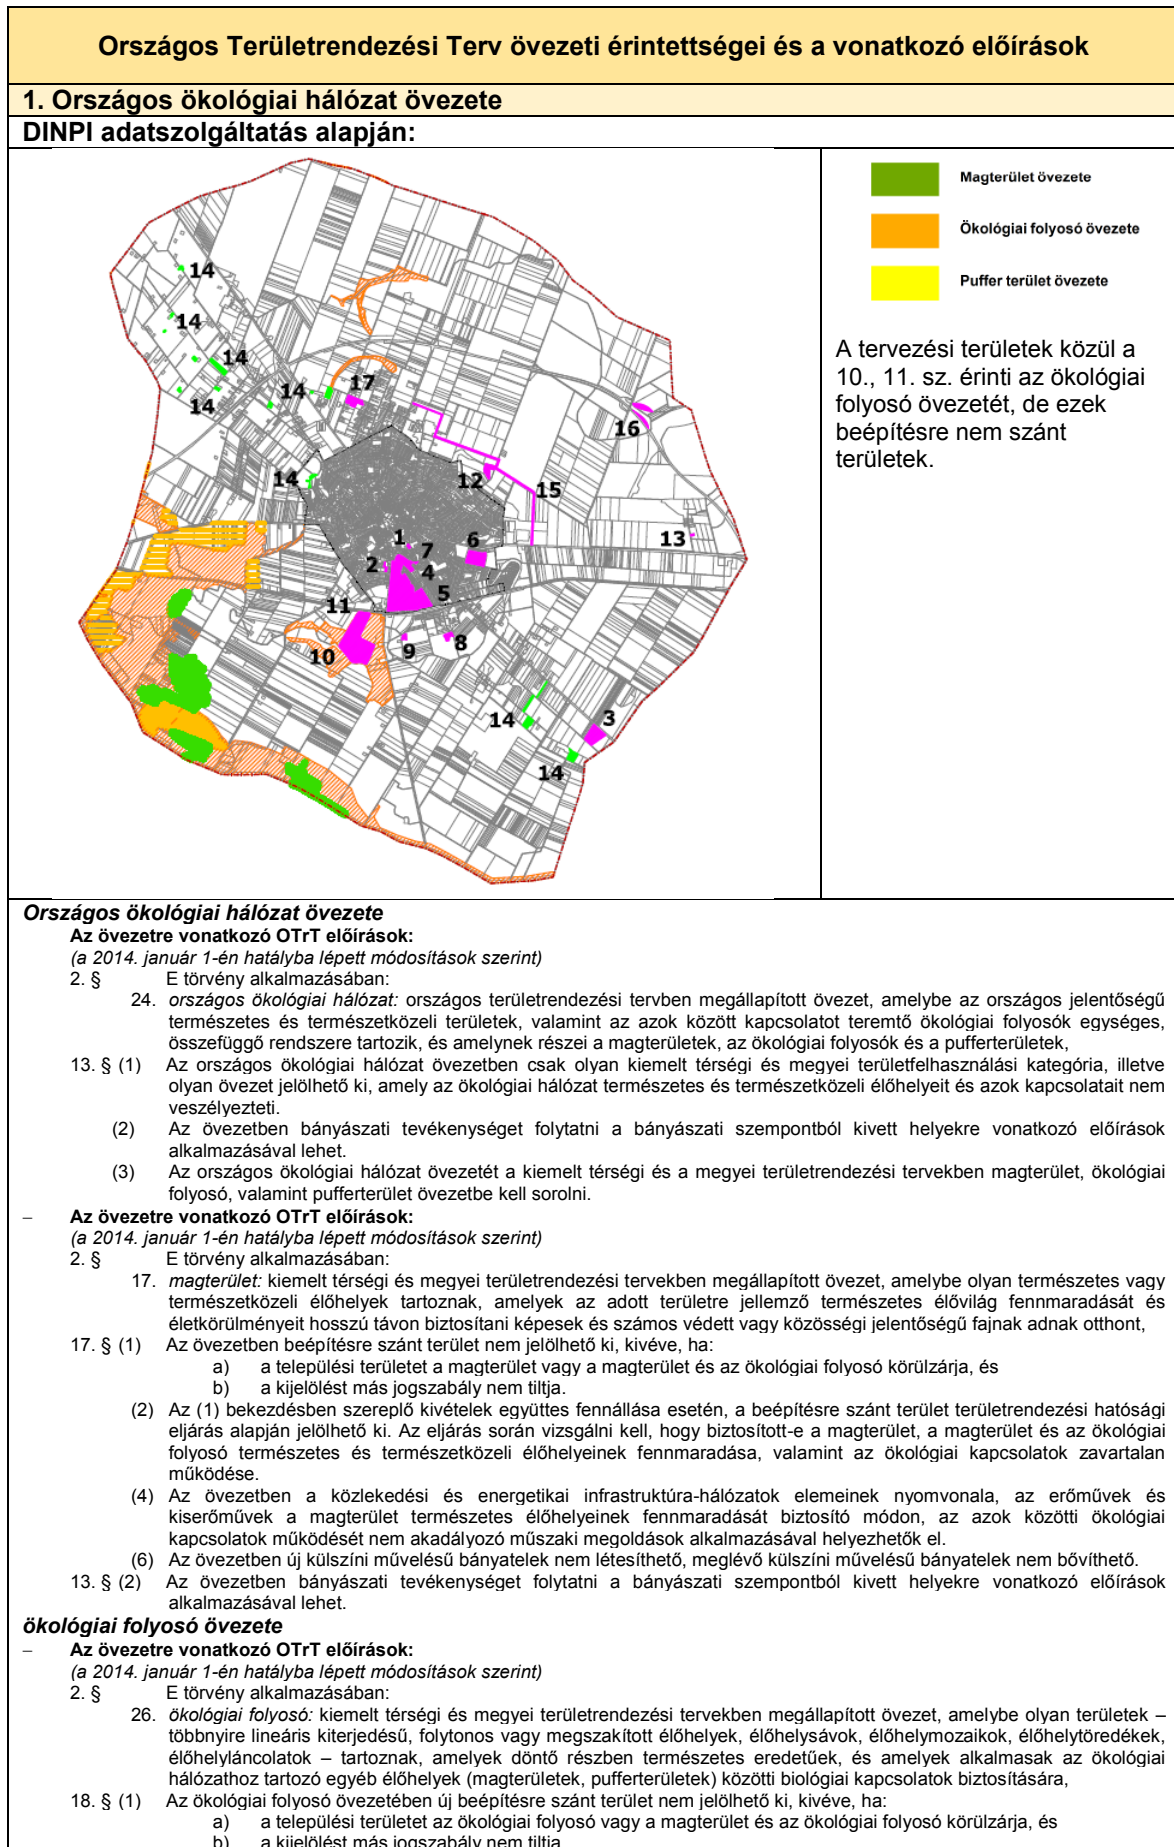 Országos Területrendezési Terv övezeti érintettségei és a vonatkozó előírások
1. Országos ökológiai hálózat övezete
DINPI adatszolgáltatás alapján:
14
14
14
14
14
17
16
14
12
15
13
1
7
6
2
4
5
11
10
9
8
14
3
14
Magterület övezete
Ökológiai folyosó övezete
Puffer terület övezete
A tervezési területek közül a
10., 11. sz. érinti az ökológiai
folyosó övezetét, de ezek
beépítésre nem szánt
területek.
Országos ökológiai hálózat övezete
Az övezetre vonatkozó OTrT előírások:
(a 2014. január 1-én hatályba lépett módosítások szerint)
2. § E törvény alkalmazásában:
24. országos ökológiai hálózat: országos területrendezési tervben megállapított övezet, amelybe az országos jelentőségű
természetes és természetközeli területek, valamint az azok között kapcsolatot teremtő ökológiai folyosók egységes,
összefüggő rendszere tartozik, és amelynek részei a magterületek, az ökológiai folyosók és a pufferterületek,
13. § (1) Az országos ökológiai hálózat övezetben csak olyan kiemelt térségi és megyei területfelhasználási kategória, illetve
olyan övezet jelölhető ki, amely az ökológiai hálózat természetes és természetközeli élőhelyeit és azok kapcsolatait nem
veszélyezteti.
(2) Az övezetben bányászati tevékenységet folytatni a bányászati szempontból kivett helyekre vonatkozó előírások
alkalmazásával lehet.
(3) Az országos ökológiai hálózat övezetét a kiemelt térségi és a megyei területrendezési tervekben magterület, ökológiai
folyosó, valamint pufferterület övezetbe kell sorolni.
– Az övezetre vonatkozó OTrT előírások:
(a 2014. január 1-én hatályba lépett módosítások szerint)
2. § E törvény alkalmazásában:
17. magterület: kiemelt térségi és megyei területrendezési tervekben megállapított övezet, amelybe olyan természetes vagy
természetközeli élőhelyek tartoznak, amelyek az adott területre jellemző természetes élővilág fennmaradását és
életkörülményeit hosszú távon biztosítani képesek és számos védett vagy közösségi jelentőségű fajnak adnak otthont,
17. § (1) Az övezetben beépítésre szánt terület nem jelölhető ki, kivéve, ha:
a) a települési területet a magterület vagy a magterület és az ökológiai folyosó körülzárja, és
b) a kijelölést más jogszabály nem tiltja.
(2) Az (1) bekezdésben szereplő kivételek együttes fennállása esetén, a beépítésre szánt terület területrendezési hatósági
eljárás alapján jelölhető ki. Az eljárás során vizsgálni kell, hogy biztosított-e a magterület, a magterület és az ökológiai
folyosó természetes és természetközeli élőhelyeinek fennmaradása, valamint az ökológiai kapcsolatok zavartalan
működése.
(4) Az övezetben a közlekedési és energetikai infrastruktúra-hálózatok elemeinek nyomvonala, az erőművek és
kiserőművek a magterület természetes élőhelyeinek fennmaradását biztosító módon, az azok közötti ökológiai
kapcsolatok működését nem akadályozó műszaki megoldások alkalmazásával helyezhetők el.
(6) Az övezetben új külszíni művelésű bányatelek nem létesíthető, meglévő külszíni művelésű bányatelek nem bővíthető.
13. § (2) Az övezetben bányászati tevékenységet folytatni a bányászati szempontból kivett helyekre vonatkozó előírások
alkalmazásával lehet.
ökológiai folyosó övezete
– Az övezetre vonatkozó OTrT előírások:
(a 2014. január 1-én hatályba lépett módosítások szerint)
2. § E törvény alkalmazásában:
26. ökológiai folyosó: kiemelt térségi és megyei területrendezési tervekben megállapított övezet, amelybe olyan területek –
többnyire lineáris kiterjedésű, folytonos vagy megszakított élőhelyek, élőhelysávok, élőhelymozaikok, élőhelytöredékek,
élőhelyláncolatok – tartoznak, amelyek döntő részben természetes eredetűek, és amelyek alkalmasak az ökológiai
hálózathoz tartozó egyéb élőhelyek (magterületek, pufferterületek) közötti biológiai kapcsolatok biztosítására,
18. § (1) Az ökológiai folyosó övezetében új beépítésre szánt terület nem jelölhető ki, kivéve, ha:
a) a települési területet az ökológiai folyosó vagy a magterület és az ökológiai folyosó körülzárja, és
b) a kijelölést más jogszabály nem tiltja